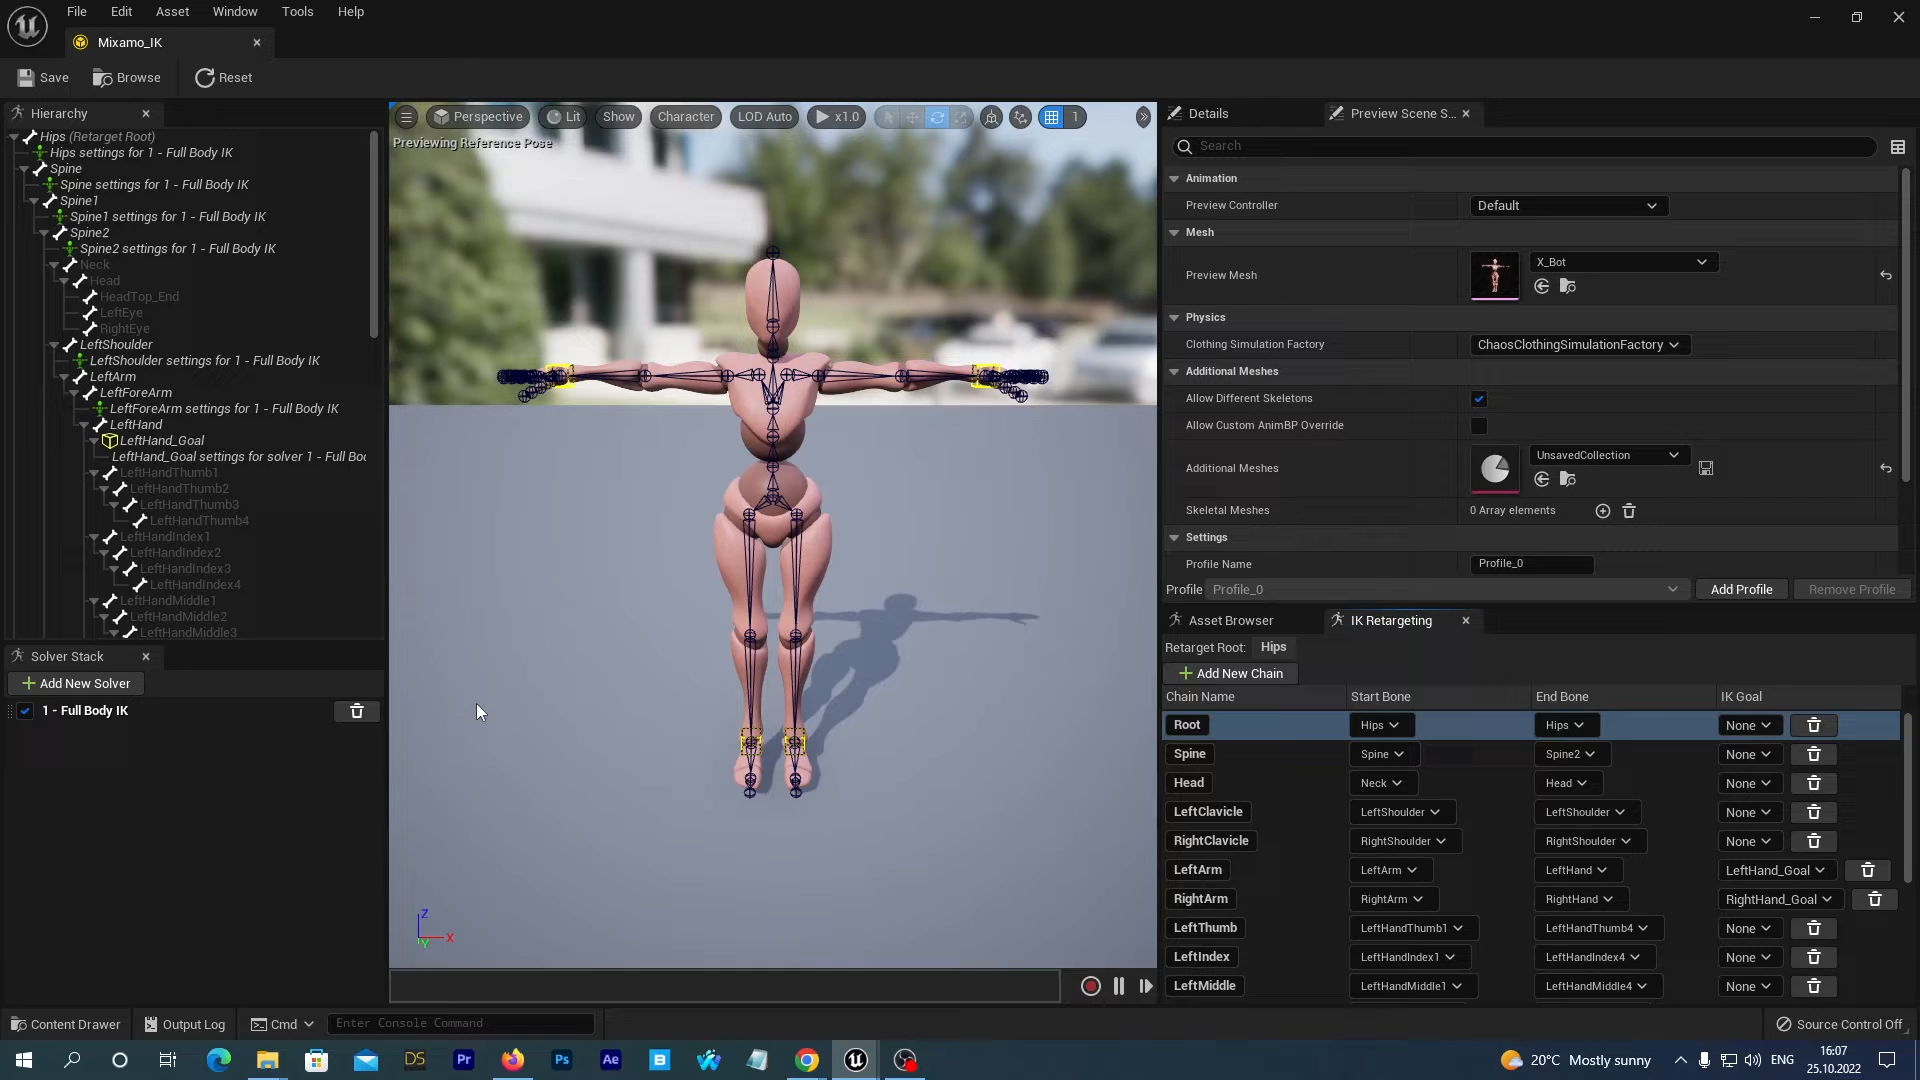 File Edit Asset Window Tools Help
Mixamo_IK
Save Browse Reset
Hierarchy
Hips (Retarget Root)
Hips settings for 1 - Full Body IK
Spine
Spine settings for 1 - Full Body IK
Spine1
Spine1 settings for 1 - Full Body IK
Spine2
Spine2 settings for 1 - Full Body IK
Neck
Head
HeadTop_End
LeftEye
RightEye
LeftShoulder
LeftShoulder settings for 1 - Full Body IK
LeftArm
LeftForeArm
LeftForeArm settings for 1 - Full Body IK
LeftHand
LeftHand_Goal
LeftHand_Goal settings for solver 1 - Full Bo
LeftHandThumb1
LeftHandThumb2
LeftHandThumb3
LeftHandThumb4
LeftHandIndex1
LeftHandIndex2
LeftHandIndex3
LeftHandIndex4
LeftHandMiddle1
LeftHandMiddle2
LeftHandMiddle3
Solver Stack
Add New Solver
1 - Full Body IK
Perspective Lit Show Character LOD Auto x1.0 1
Previewing Reference Pose
Z
X
Y
Details Preview Scene S...
Search
Animation
Preview Controller Default
Mesh
Preview Mesh X_Bot
Physics
Clothing Simulation Factory ChaosClothingSimulationFactory
Additional Meshes
Allow Different Skeletons
Allow Custom AnimBP Override
Additional Meshes UnsavedCollection
Skeletal Meshes 0 Array elements
Settings
Profile Name Profile_0
Profile Profile_0 Add Profile Remove Profile
Asset Browser IK Retargeting
Retarget Root: Hips
Add New Chain
Chain Name Start Bone End Bone IK Goal
Root Hips Hips None
Spine Spine Spine2 None
Head Neck Head None
LeftClavicle LeftShoulder LeftShoulder None
RightClavicle RightShoulder RightShoulder None
LeftArm LeftArm LeftHand LeftHand_Goal
RightArm RightArm RightHand RightHand_Goal
LeftThumb LeftHandThumb1 LeftHandThumb4 None
LeftIndex LeftHandIndex1 LeftHandIndex4 None
LeftMiddle LeftHandMiddle1 LeftHandMiddle4 None
Content Drawer Output Log Cmd Enter Console Command Source Control Off
DS Pr Ps Ae
20°C Mostly sunny ENG 16:07
25.10.2022